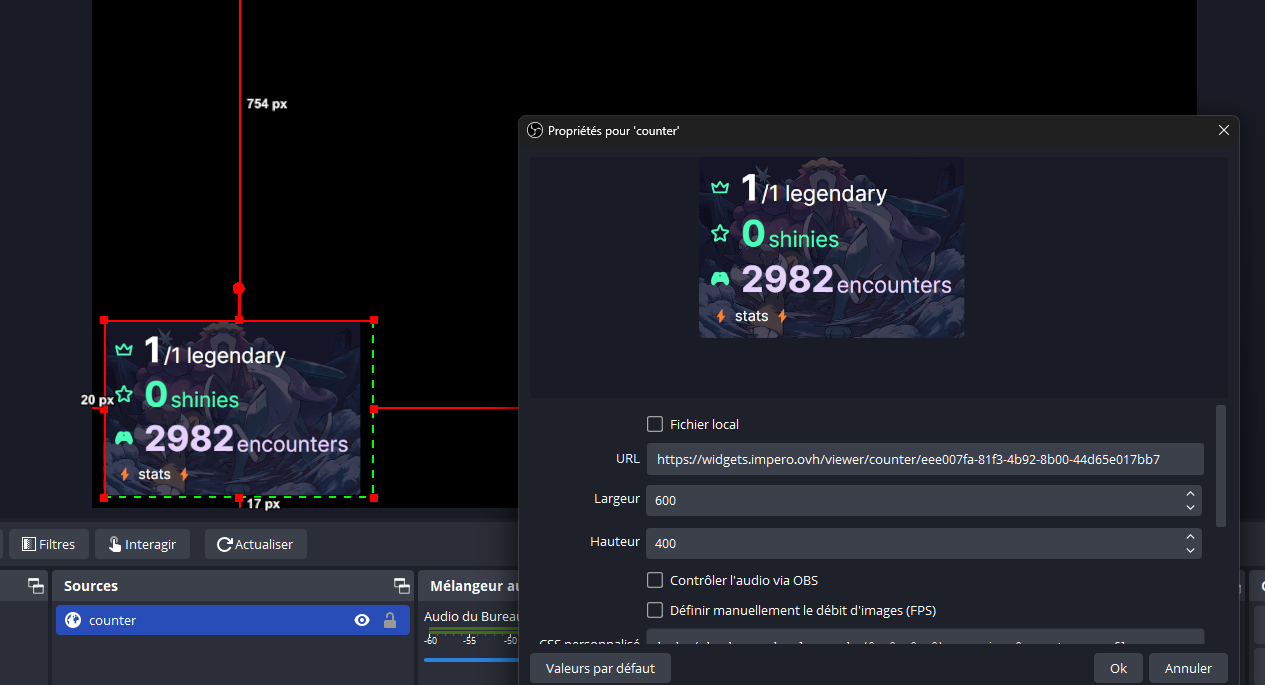 754 px
1/1 legendary
0 shinies
2982 encounters
stats
20 px
17 px
Propriétés pour 'counter'
1/1 legendary
0 shinies
2982 encounters
stats
Fichier local
URL
https://widgets.impero.ovh/viewer/counter/eee007fa-81f3-4b92-8b00-44d65e017bb7
Largeur
600
Hauteur
400
Contrôler l'audio via OBS
Définir manuellement le débit d'images (FPS)
CSS personnalisé
Valeurs par défaut
Ok
Annuler
Filtres
Interagir
Actualiser
Sources
counter
Mélangeur au
Audio du Bureau
-60 -55 -50